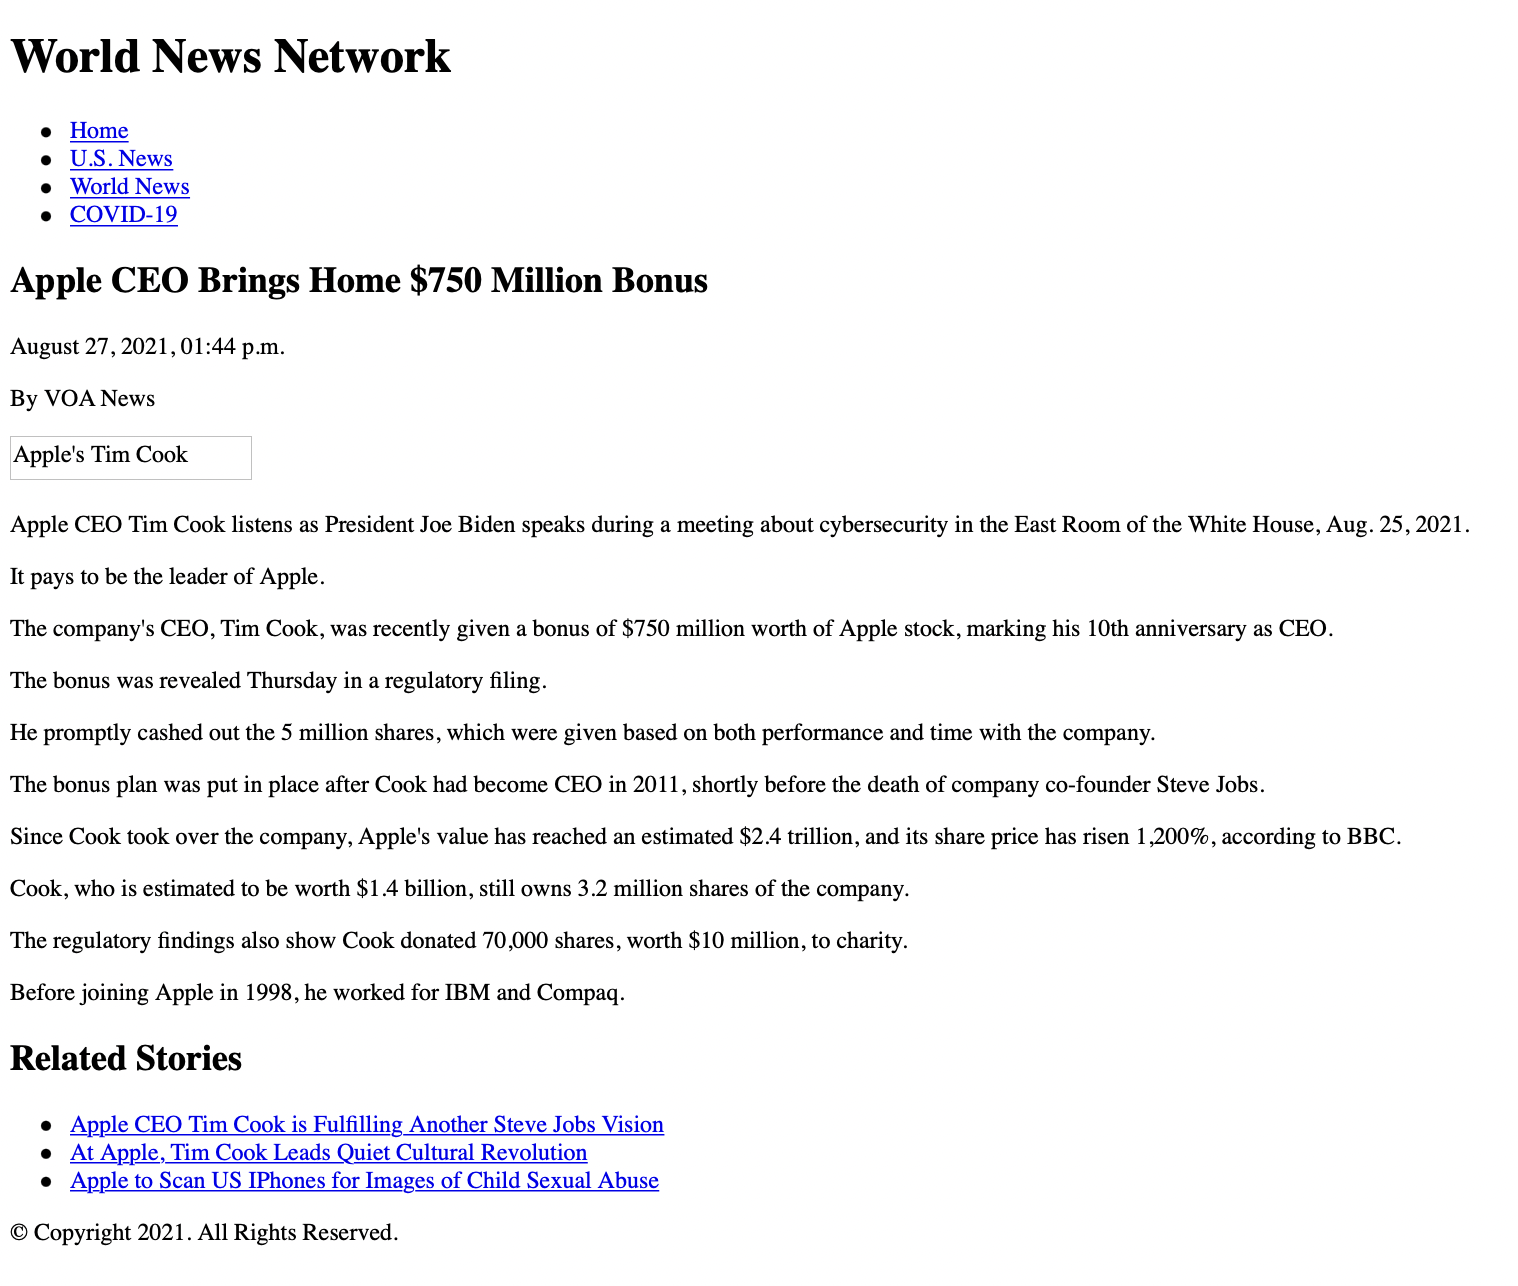 World News Network
Home
U.S. News
World News
COVID-19
Apple CEO Brings Home $750 Million Bonus
August 27, 2021, 01:44 p.m.
By VOA News
Apple's Tim Cook
Apple CEO Tim Cook listens as President Joe Biden speaks during a meeting about cybersecurity in the East Room of the White House, Aug. 25, 2021.
It pays to be the leader of Apple.
The company's CEO, Tim Cook, was recently given a bonus of $750 million worth of Apple stock, marking his 10th anniversary as CEO.
The bonus was revealed Thursday in a regulatory filing.
He promptly cashed out the 5 million shares, which were given based on both performance and time with the company.
The bonus plan was put in place after Cook had become CEO in 2011, shortly before the death of company co-founder Steve Jobs.
Since Cook took over the company, Apple's value has reached an estimated $2.4 trillion, and its share price has risen 1,200%, according to BBC.
Cook, who is estimated to be worth $1.4 billion, still owns 3.2 million shares of the company.
The regulatory findings also show Cook donated 70,000 shares, worth $10 million, to charity.
Before joining Apple in 1998, he worked for IBM and Compaq.
Related Stories
Apple CEO Tim Cook is Fulfilling Another Steve Jobs Vision
At Apple, Tim Cook Leads Quiet Cultural Revolution
Apple to Scan US IPhones for Images of Child Sexual Abuse
© Copyright 2021. All Rights Reserved.